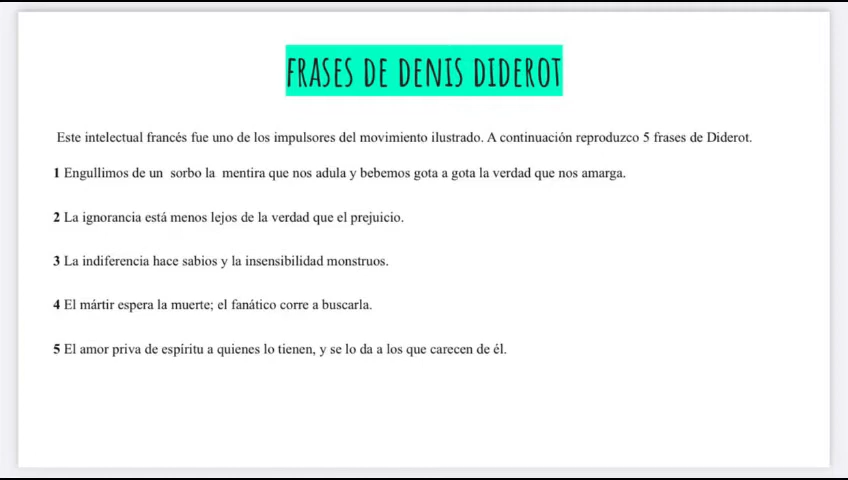 FRASES DE DENIS DIDEROT
Este intelectual francés fue uno de los impulsores del movimiento ilustrado. A continuación reproduzco 5 frases de Diderot.
1 Engullimos de un sorbo la mentira que nos adula y bebemos gota a gota la verdad que nos amarga.
2 La ignorancia está menos lejos de la verdad que el prejuicio.
3 La indiferencia hace sabios y la insensibilidad monstruos.
4 El mártir espera la muerte; el fanático corre a buscarla.
5 El amor priva de espíritu a quienes lo tienen, y se lo da a los que carecen de él.